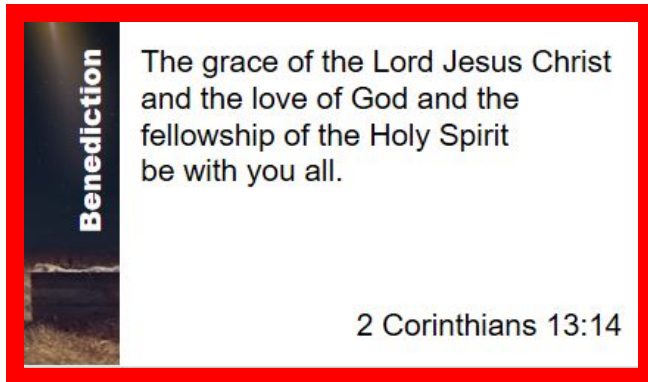 Benediction
The grace of the Lord Jesus Christ
and the love of God and the
fellowship of the Holy Spirit
be with you all.
2 Corinthians 13:14